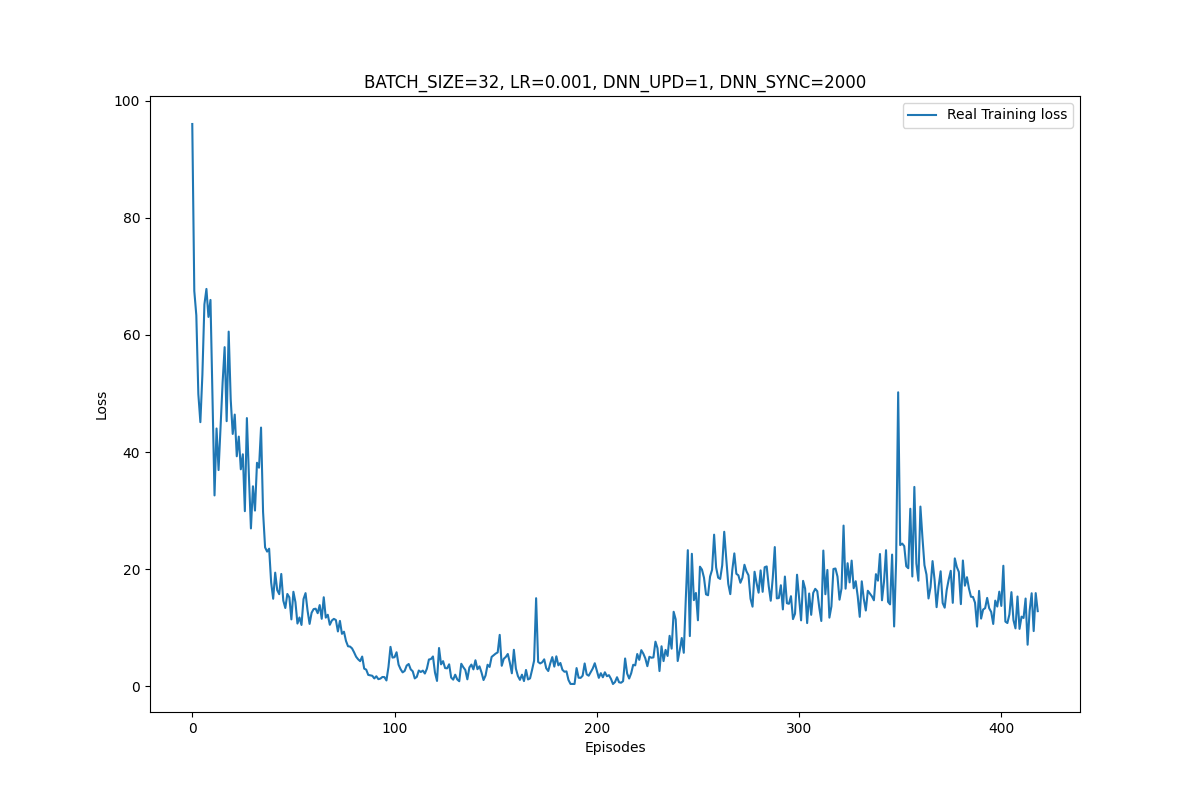 BATCH_SIZE=32, LR=0.001, DNN_UPD=1, DNN_SYNC=2000
Real Training loss
100
80
60
40
20
0
Loss
0 100 200 300 400
Episodes